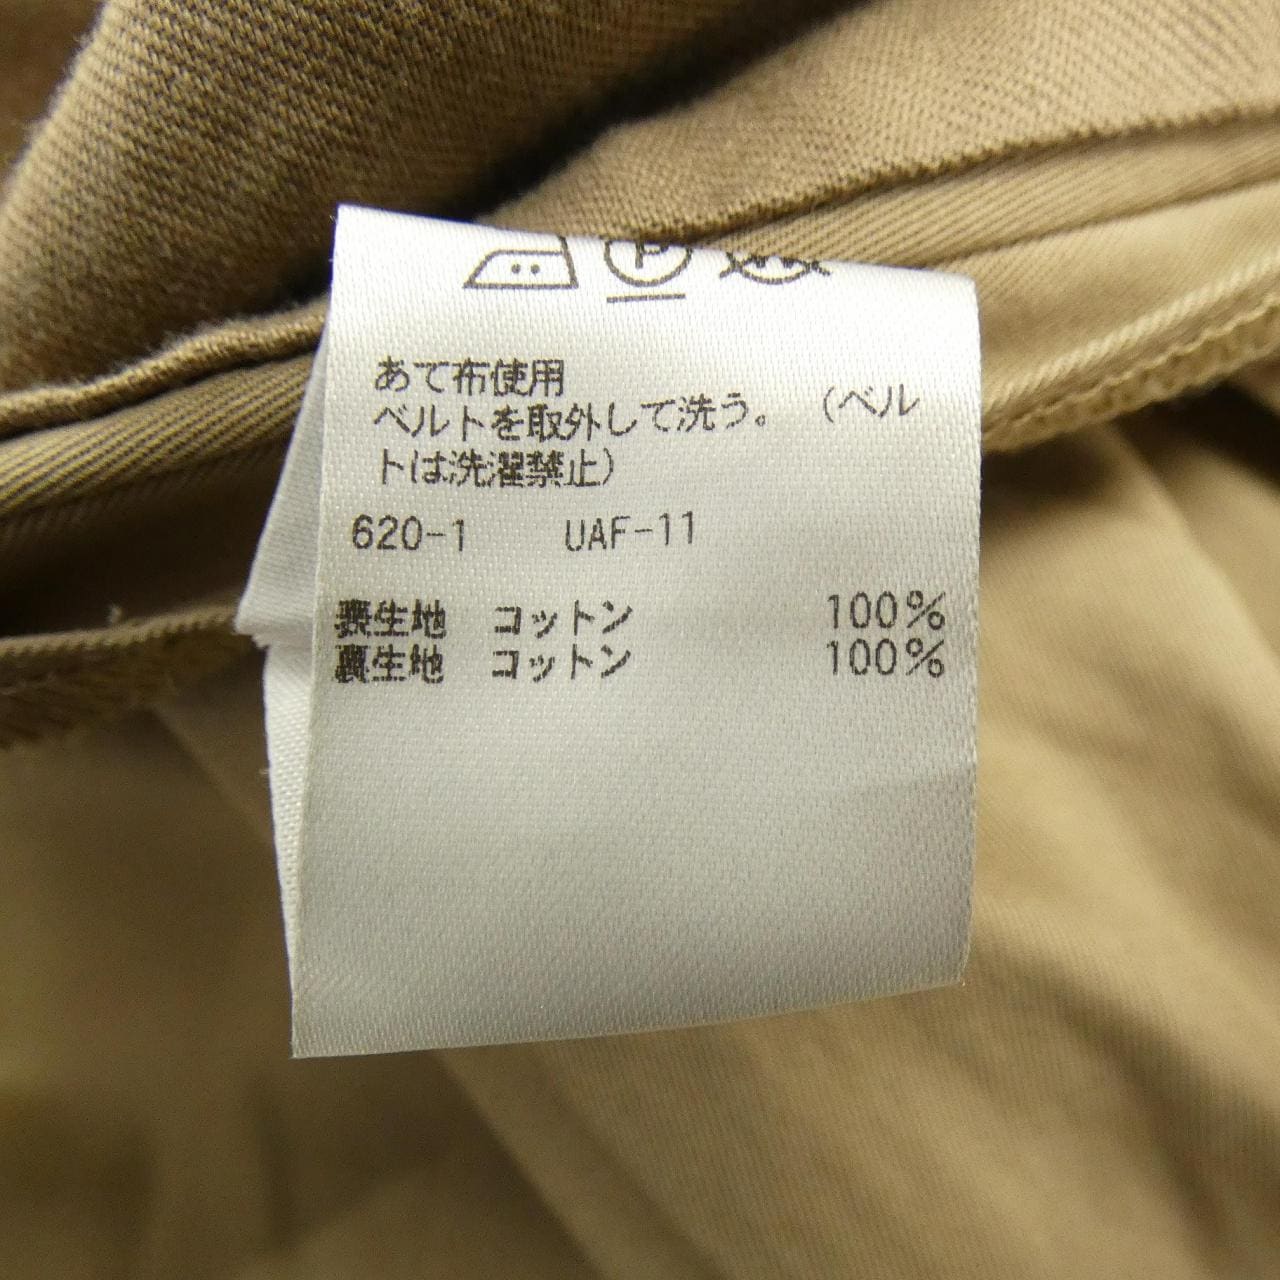 P
あて布使用
ベルトを取外して洗う。（ベル
トは洗濯禁止）
620-1 UAF-11
表生地 コットン 100%
裏生地 コットン 100%